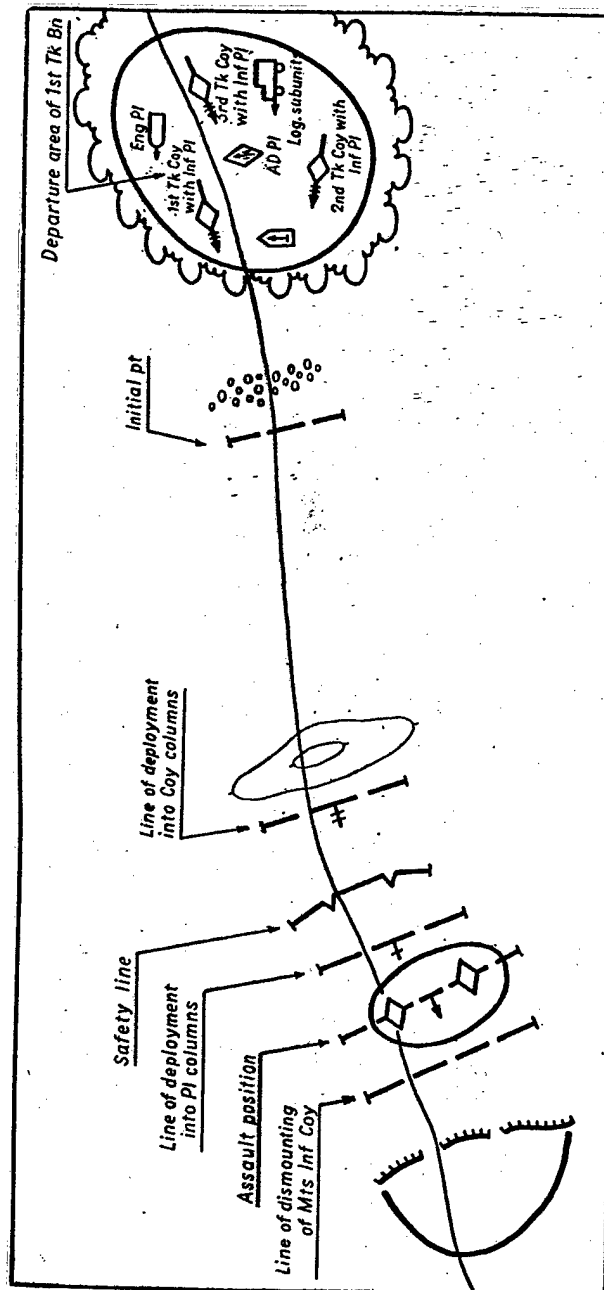 Departure area of 1st Tk Bn
Eng Pl
1st Tk Coy
with Inf Pl
3rd Tk Coy
with Inf Pl
Log. subunity
AD Pl
2nd Tk Coy with
Inf Pl
Initial pt
Line of deployment
into Coy columns
Safety line
Line of deployment
into Pl columns
Assault position
Line of dismounting
of Mts Inf Coy